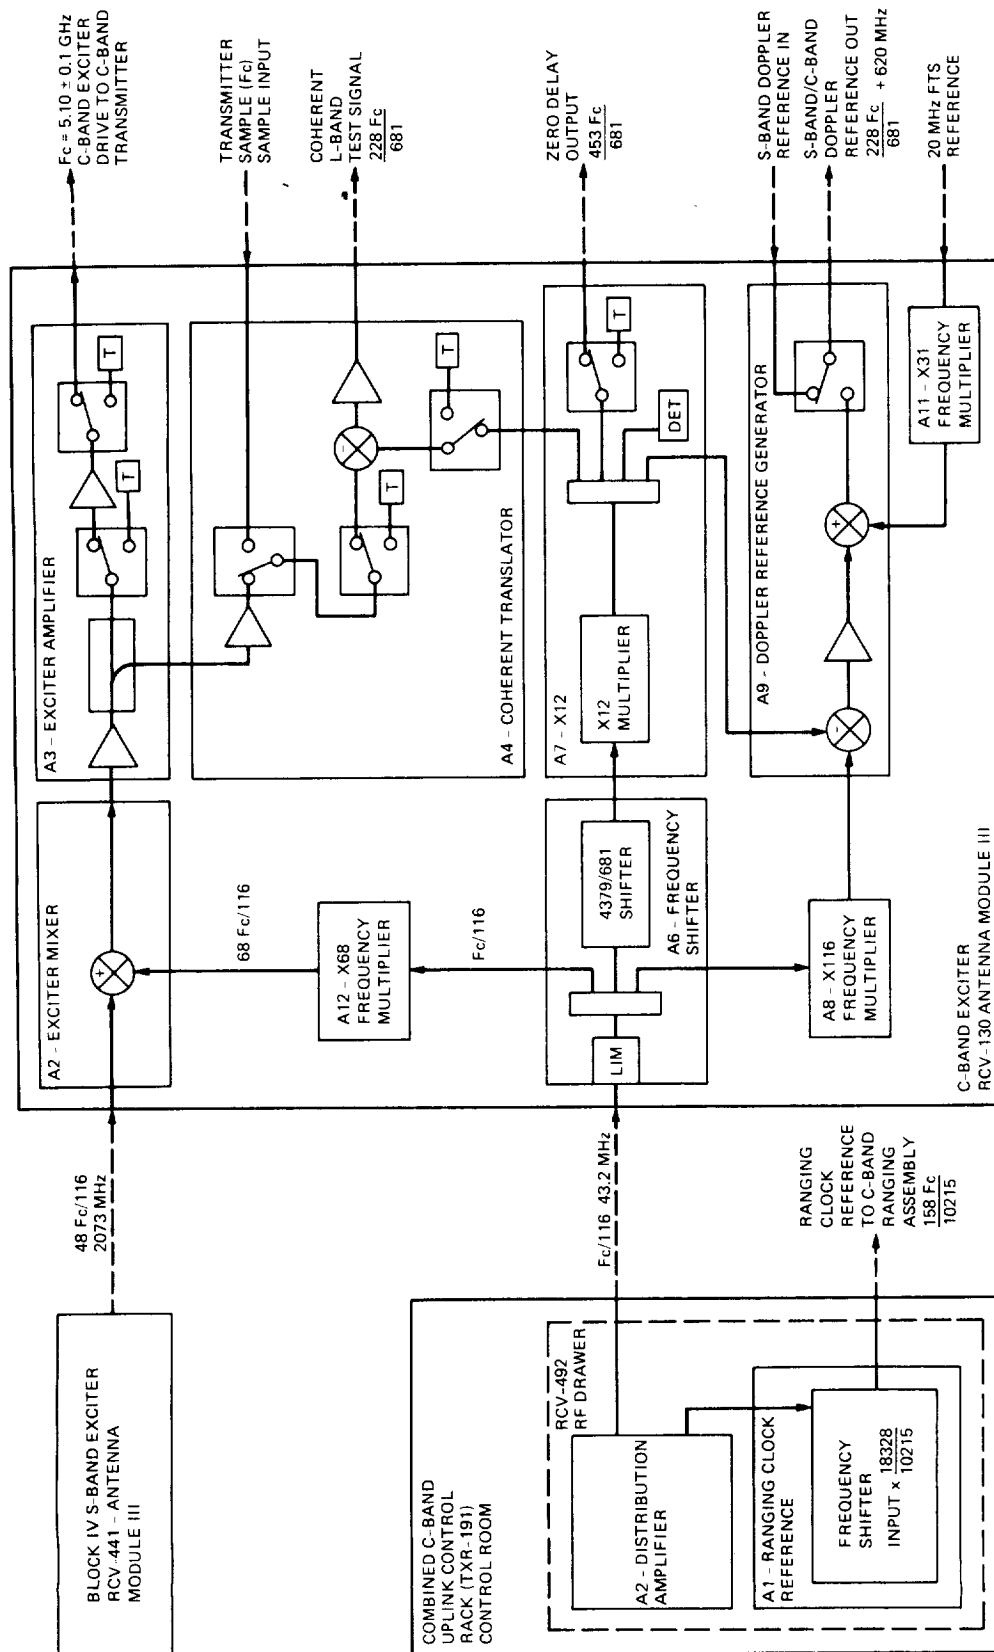 BLOCK IV S-BAND EXCITER
RCV-441 - ANTENNA
MODULE III
48 Fc/116
2073 MHz
A2 - EXCITER MIXER
+
A3 - EXCITER AMPLIFIER
T
T
Fc = 5.10 ± 0.1 GHz
C-BAND EXCITER
DRIVE TO C-BAND
TRANSMITTER
TRANSMITTER
SAMPLE (Fc)
SAMPLE INPUT
COHERENT
L-BAND
TEST SIGNAL
228 Fc
681
68 Fc/116
A12 - X68
FREQUENCY
MULTIPLIER
Fc/116
A4 - COHERENT TRANSLATOR
-
T
T
COMBINED C-BAND
UPLINK CONTROL
RACK (TXR-191)
CONTROL ROOM
RCV-492
RF DRAWER
A2 - DISTRIBUTION
AMPLIFIER
A1 - RANGING CLOCK
REFERENCE
FREQUENCY
SHIFTER
INPUT x 18328
10215
Fc/116 43.2 MHz
RANGING
CLOCK
REFERENCE
TO C-BAND
RANGING
ASSEMBLY
158 Fc
10215
LIM
4379/681
SHIFTER
A6 - FREQUENCY
SHIFTER
A7 - X12
X12
MULTIPLIER
DET
T
ZERO DELAY
OUTPUT
453 Fc
681
A8 - X116
FREQUENCY
MULTIPLIER
A9 - DOPPLER REFERENCE GENERATOR
-
+
S-BAND DOPPLER
REFERENCE IN
S-BAND/C-BAND
DOPPLER
REFERENCE OUT
228 Fc + 620 MHz
681
A11 - X31
FREQUENCY
MULTIPLIER
20 MHz FTS
REFERENCE
C-BAND EXCITER
RCV-130 ANTENNA MODULE III